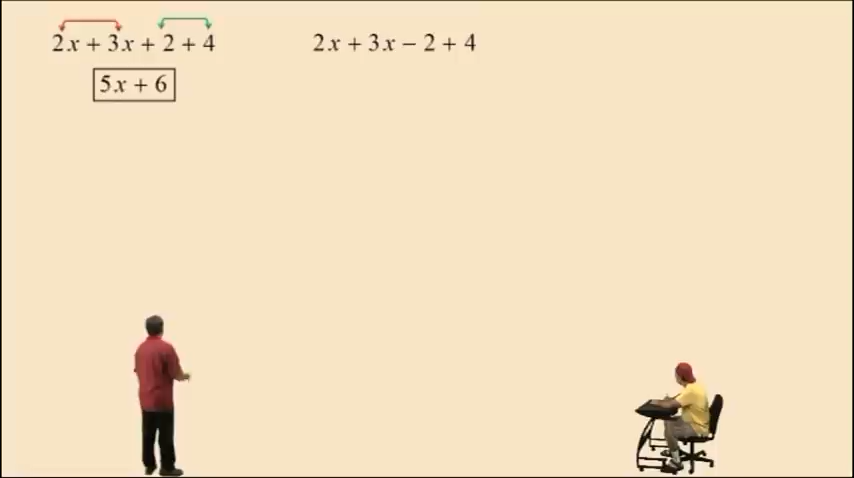 2x + 3x + 2 + 4
5x + 6
2x + 3x − 2 + 4